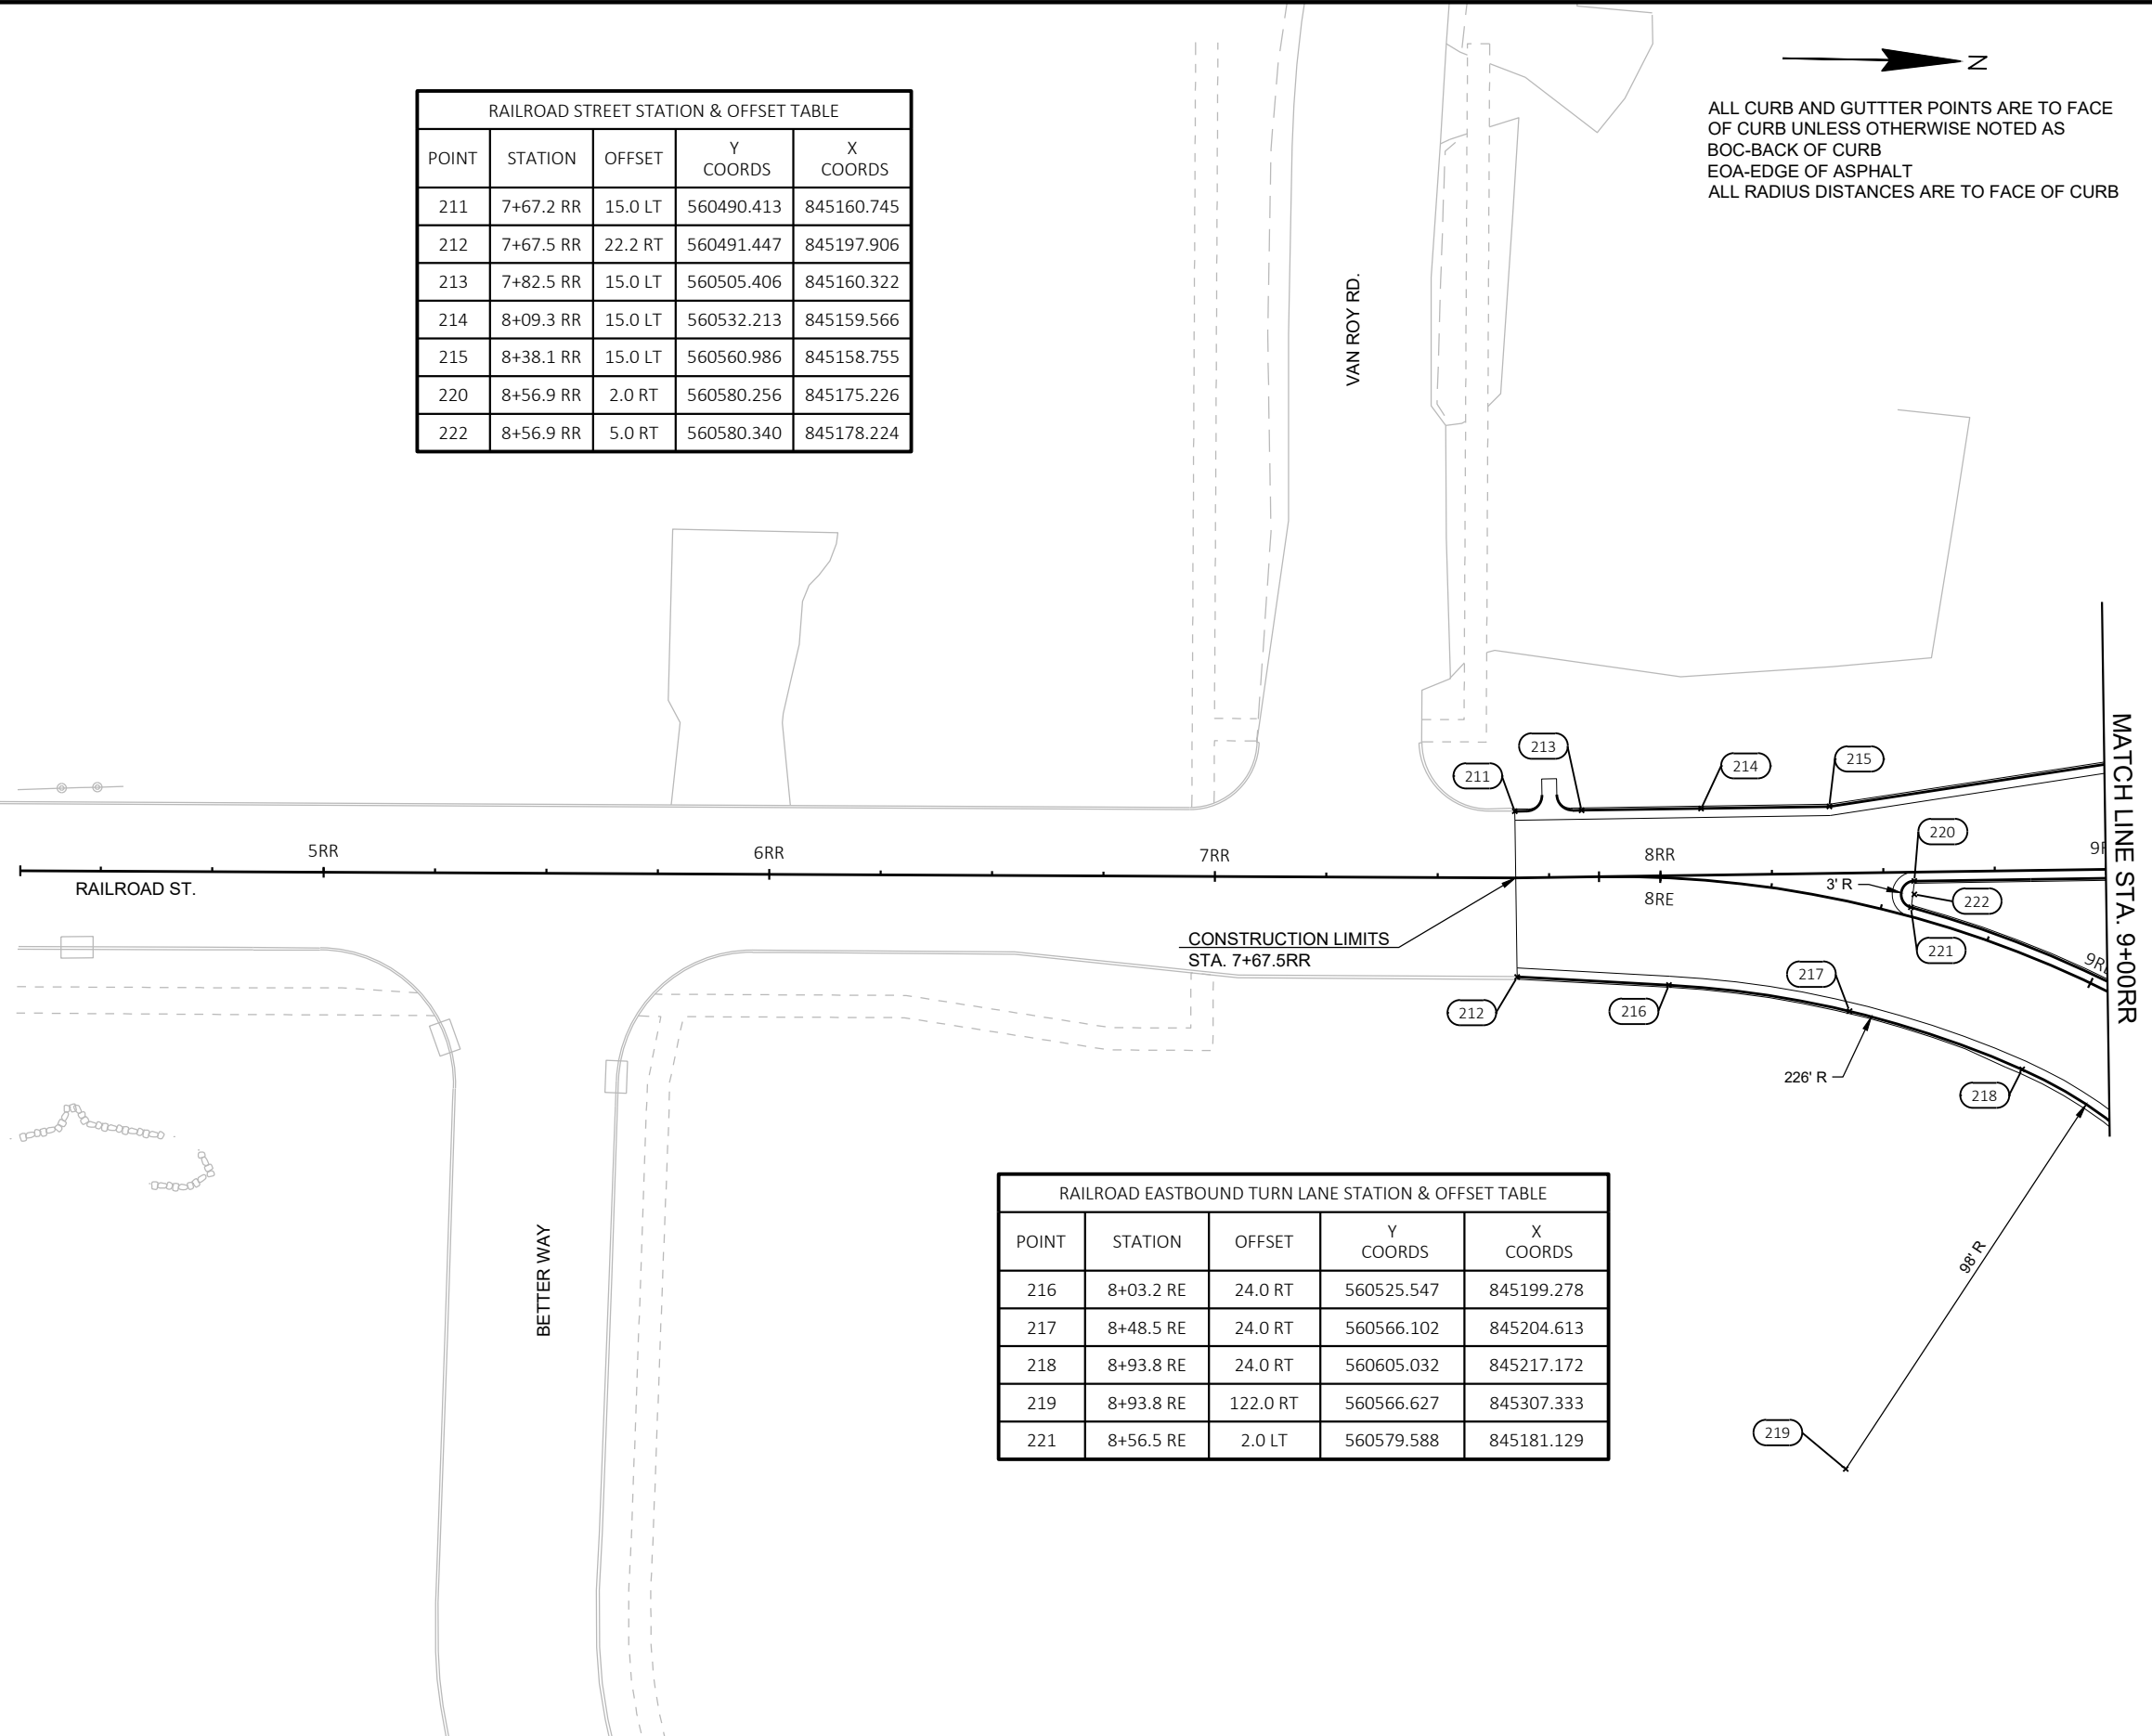 RAILROAD STREET STATION & OFFSET TABLE
POINT STATION OFFSET Y COORDS X COORDS
211 7+67.2 RR 15.0 LT 560490.413 845160.745
212 7+67.5 RR 22.2 RT 560491.447 845197.906
213 7+82.5 RR 15.0 LT 560505.406 845160.322
214 8+09.3 RR 15.0 LT 560532.213 845159.566
215 8+38.1 RR 15.0 LT 560560.986 845158.755
220 8+56.9 RR 2.0 RT 560580.256 845175.226
222 8+56.9 RR 5.0 RT 560580.340 845178.224
N
ALL CURB AND GUTTTER POINTS ARE TO FACE
OF CURB UNLESS OTHERWISE NOTED AS
BOC-BACK OF CURB
EOA-EDGE OF ASPHALT
ALL RADIUS DISTANCES ARE TO FACE OF CURB
VAN ROY RD.
213
211
214
215
220
5RR
6RR
7RR
8RR
RAILROAD ST.
8RE
3' R
222
221
CONSTRUCTION LIMITS
STA. 7+67.5RR
212
216
217
226' R
218
MATCH LINE STA. 9+00RR
BETTER WAY
98' R
219
RAILROAD EASTBOUND TURN LANE STATION & OFFSET TABLE
POINT STATION OFFSET Y COORDS X COORDS
216 8+03.2 RE 24.0 RT 560525.547 845199.278
217 8+48.5 RE 24.0 RT 560566.102 845204.613
218 8+93.8 RE 24.0 RT 560605.032 845217.172
219 8+93.8 RE 122.0 RT 560566.627 845307.333
221 8+56.5 RE 2.0 LT 560579.588 845181.129